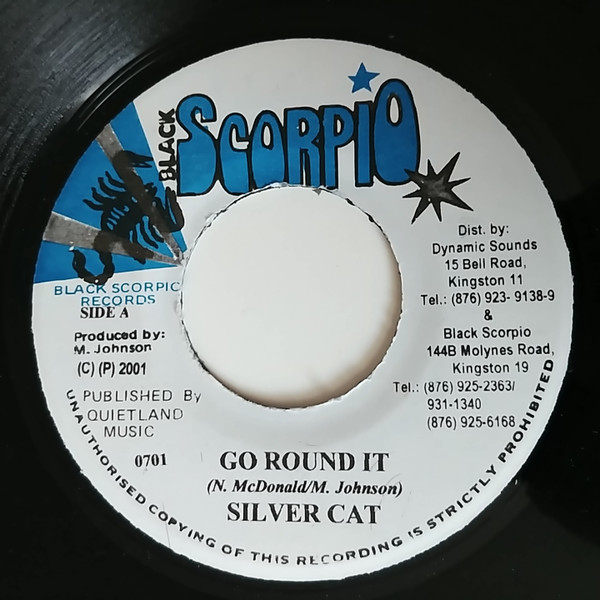 BLACK
SCORPIO
BLACK SCORPIO
RECORDS
SIDE A
Produced by:
M. Johnson
(C) (P) 2001
PUBLISHED By
QUIETLAND
MUSIC
0701
Dist. by:
Dynamic Sounds
15 Bell Road,
Kingston 11
Tel.: (876) 923- 9138-9
&
Black Scorpio
144B Molynes Road,
Kingston 19
Tel.: (876) 925-2363/
931-1340
(876) 925-6168
GO ROUND IT
(N. McDonald/M. Johnson)
SILVER CAT
UNAUTHORISED COPYING OF THIS RECORDING IS STRICTLY PROHIBITED